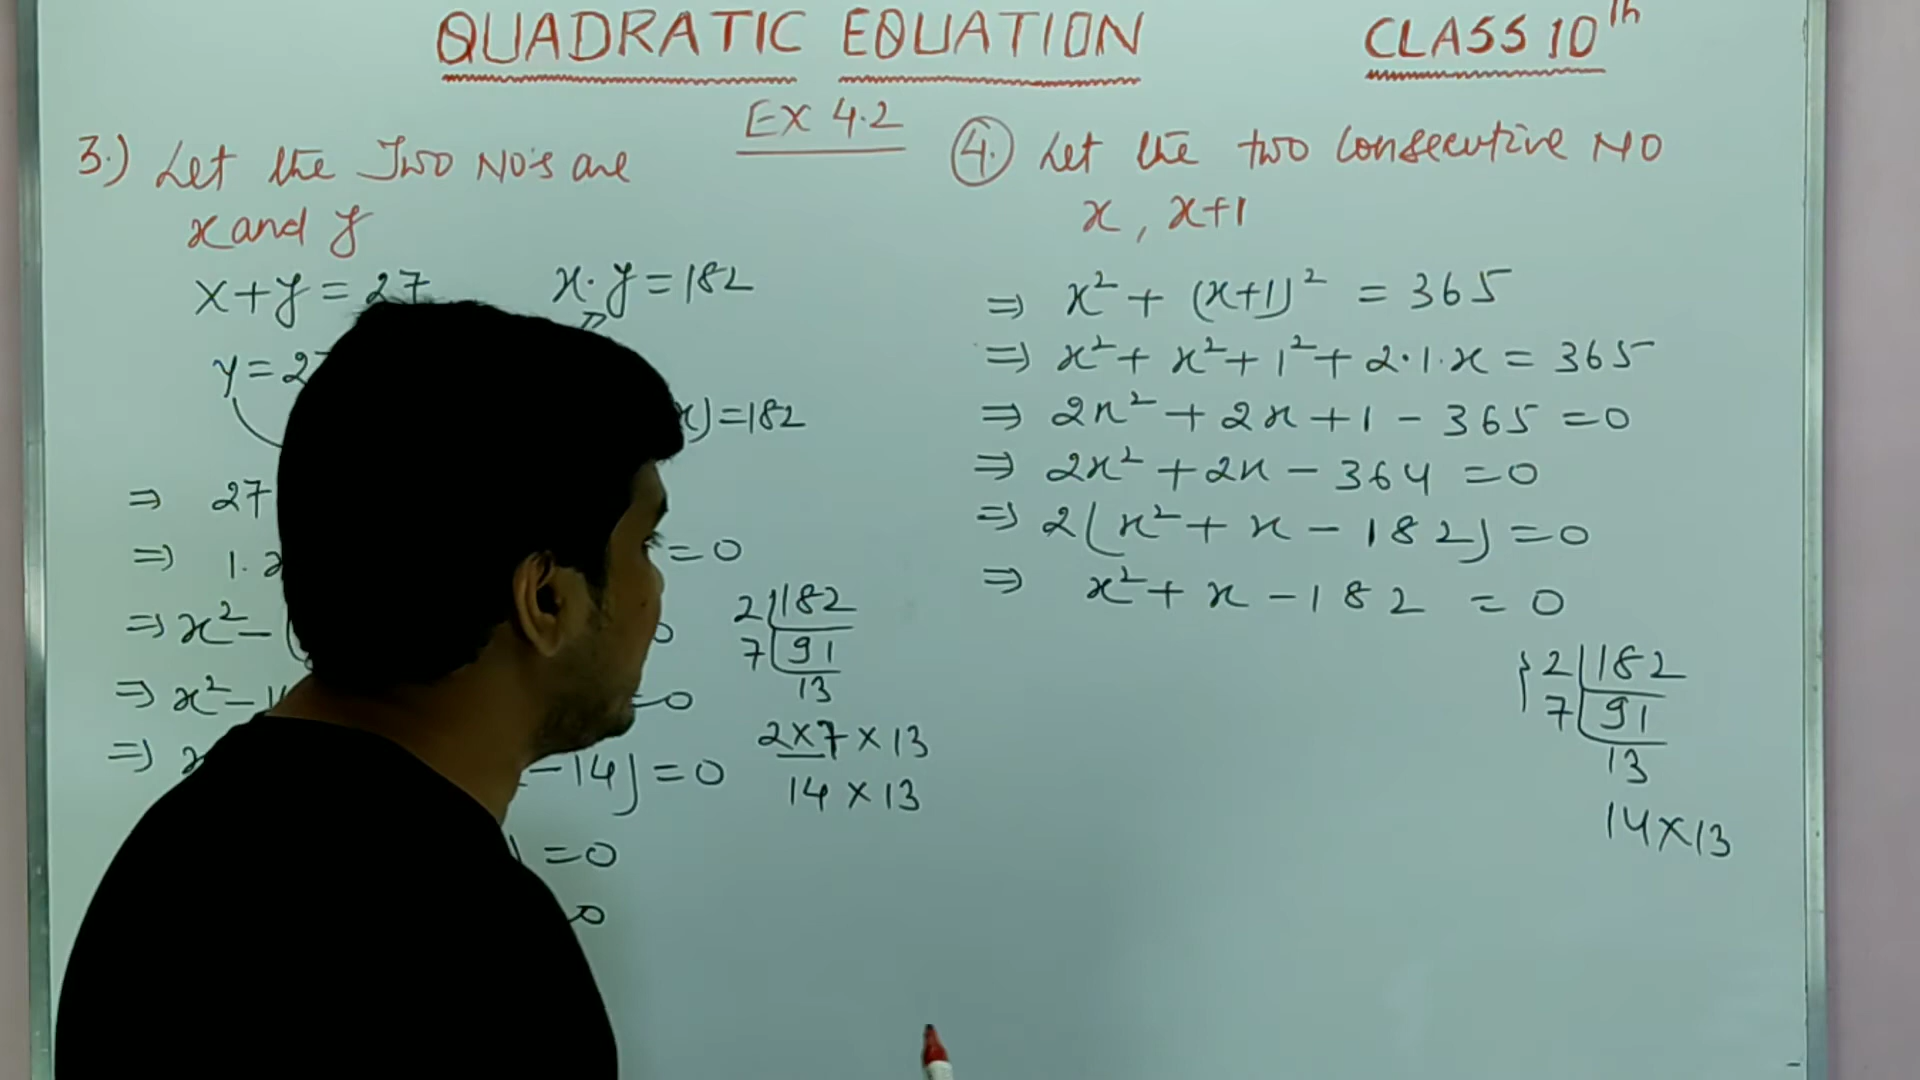 QUADRATIC EQUATION
CLASS 10th
EX 4.2
3.) Let the Two NO's are
x and y
x+y = 27
x·y = 182
y = 2
x) = 182
⇒ 27
⇒ 1.
= 0
⇒ x² - (
⇒ x² - 1
= 0
⇒
- 14) = 0
) = 0
2 | 182
7 | 91
13
2×7 × 13
14 × 13
4. Let the two consecutive NO
x, x+1
⇒ x² + (x+1)² = 365
⇒ x² + x² + 1² + 2·1·x = 365
⇒ 2x² + 2x + 1 - 365 = 0
⇒ 2x² + 2x - 364 = 0
⇒ 2(x² + x - 182) = 0
⇒ x² + x - 182 = 0
2 | 182
7 | 91
13
14×13